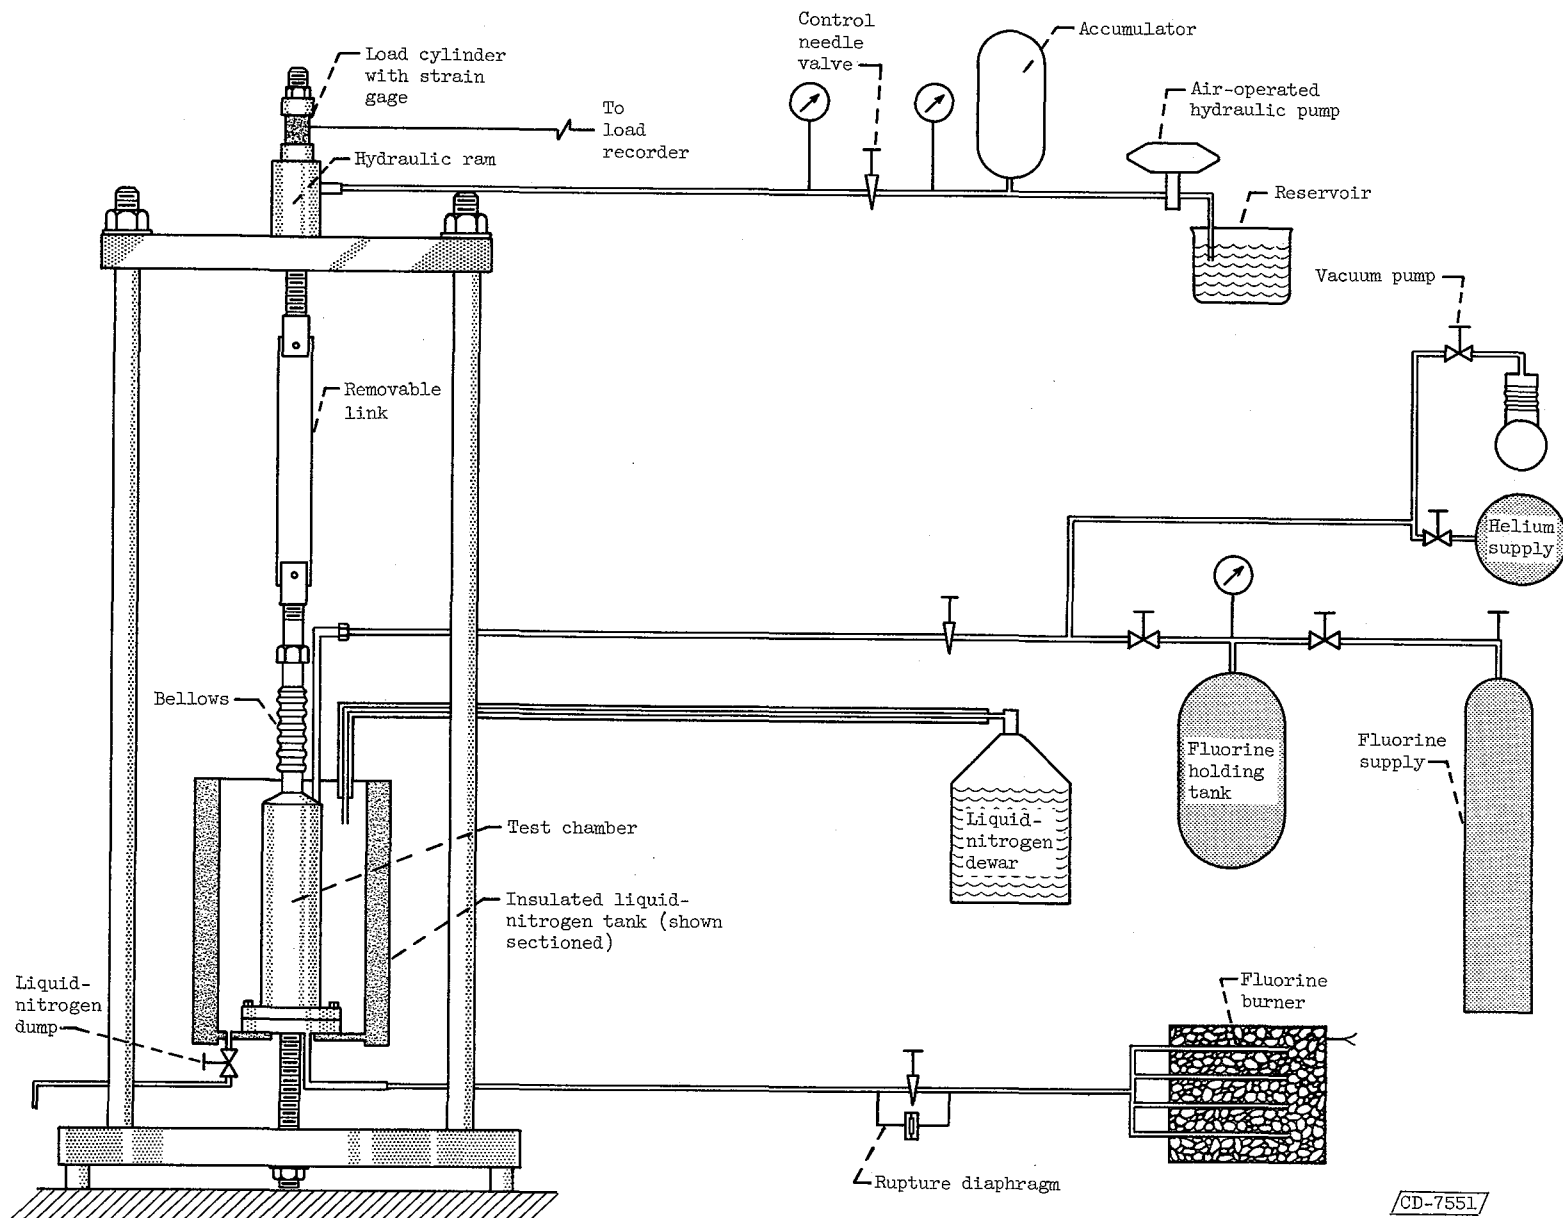 Control
needle
valve
Accumulator
Load cylinder
with strain
gage
To
load
recorder
Air-operated
hydraulic pump
Hydraulic ram
Reservoir
Vacuum pump
Removable
link
Helium
supply
Bellows
Fluorine
holding
tank
Fluorine
supply
Liquid-
nitrogen
dewar
Test chamber
Insulated liquid-
nitrogen tank (shown
sectioned)
Liquid-
nitrogen
dump
Fluorine
burner
Rupture diaphragm
CD-7551